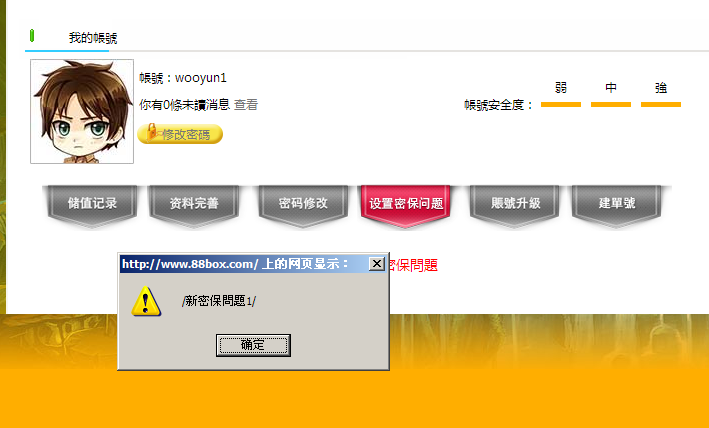 我的帳號
帳號：wooyun1
你有0條未讀消息 查看
修改密碼
弱 中 強
帳號安全度：
储值记录 资料完善 密码修改 设置密保问题 賬號升級 建單號
密保問題
http://www.88box.com/ 上的网页显示：
/新密保問題1/
确定